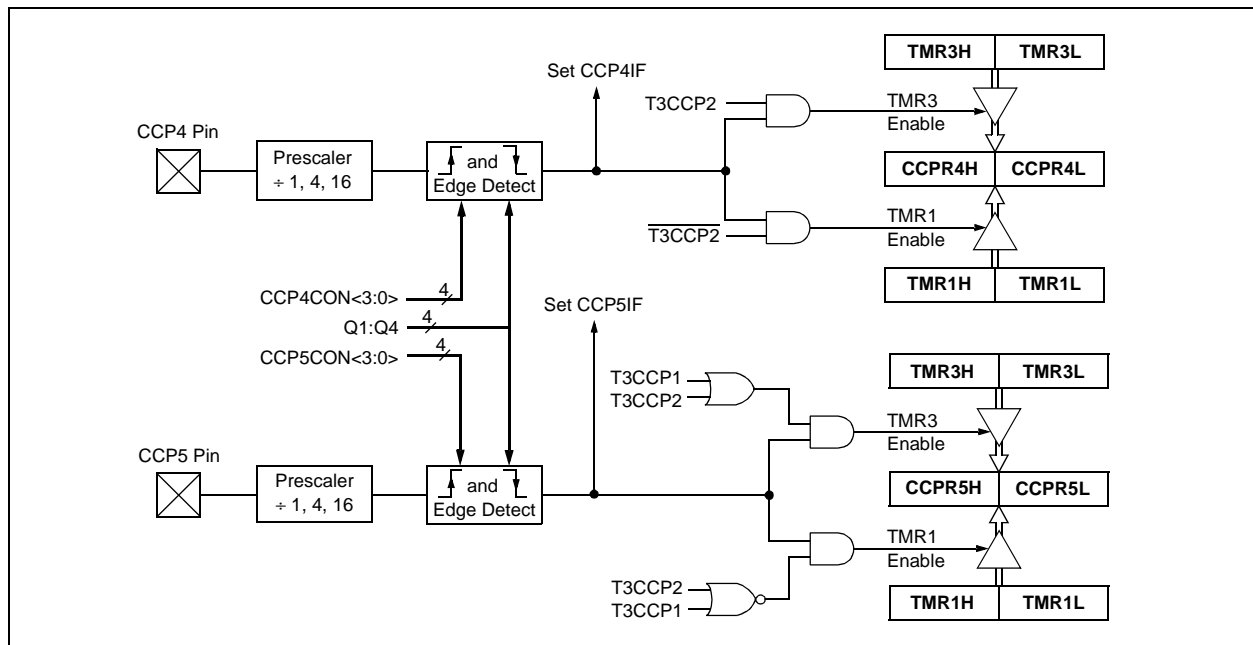 TMR3H TMR3L
Set CCP4IF
T3CCP2
TMR3
Enable
CCP4 Pin
Prescaler
÷ 1, 4, 16
and
Edge Detect
CCPR4H CCPR4L
T3CCP2
TMR1
Enable
TMR1H TMR1L
CCP4CON<3:0> 4
Q1:Q4 4
CCP5CON<3:0> 4
Set CCP5IF
TMR3H TMR3L
T3CCP1
T3CCP2
TMR3
Enable
CCP5 Pin
Prescaler
÷ 1, 4, 16
and
Edge Detect
CCPR5H CCPR5L
TMR1
Enable
T3CCP2
T3CCP1
TMR1H TMR1L